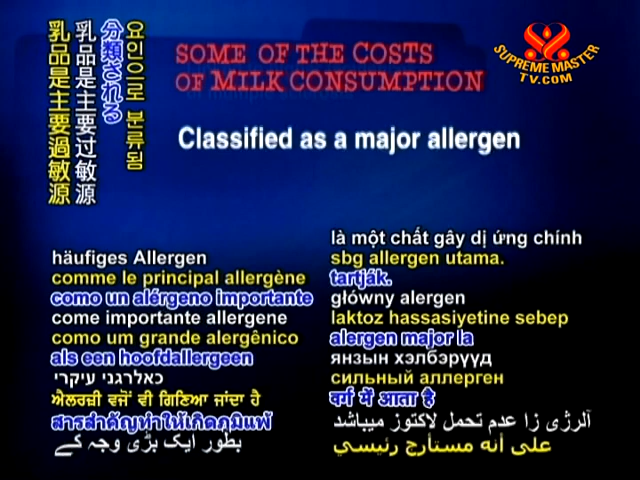 乳品是主要過敏源
乳品是主要过敏源
分類される
요인으로 분류됨
SOME OF THE COSTS
OF MILK CONSUMPTION
SUPREME MASTER
TV.COM
Classified as a major allergen
häufiges Allergen
comme le principal allergène
como un alérgeno importante
come importante allergene
como um grande alergênico
als een hoofdallergeen
כאלרגני עיקרי
ਐਲਰਜ਼ੀ ਵਜੋਂ ਵੀ ਗਿਣਿਆ ਜਾਂਦਾ ਹੈ
สารสำคัญทำให้เกิดภูมิแพ้
بطور ایک بڑی وجہ کے
là một chất gây dị ứng chính
sbg allergen utama.
tartják.
główny alergen
laktoz hassasiyetine sebep
alergen major la
янзын хэлбэрүүд
сильный аллерген
वर्ग में आता है
آلرژی زا عدم تحمل لاکتوز میباشد
على أنه مستأرج رئيسي